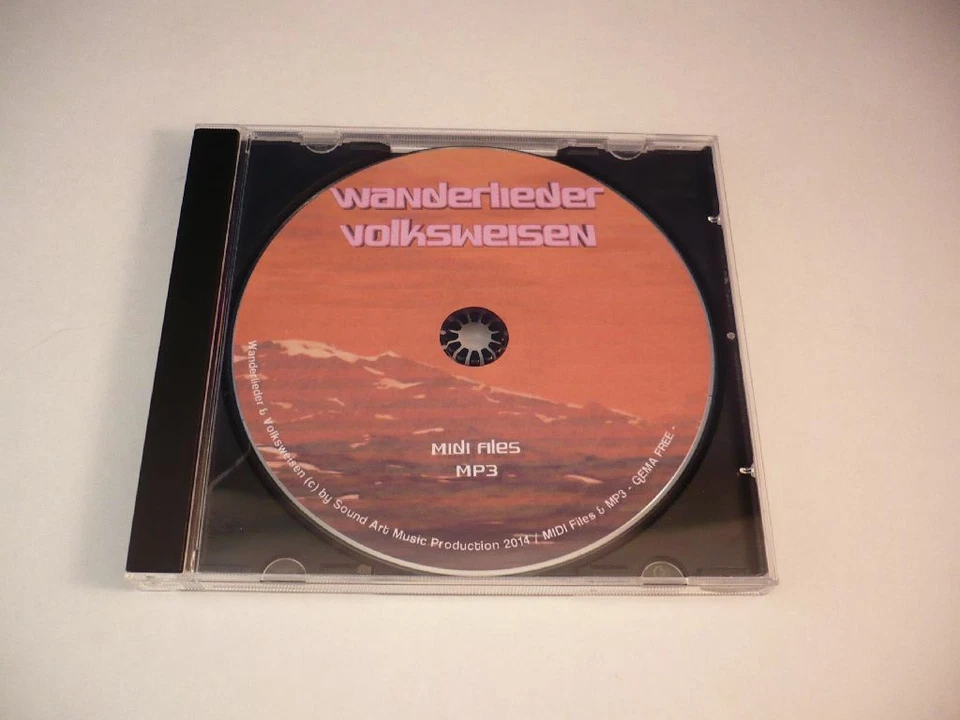 wanderlieder
volksweisen
MIDI files
MP3
Wanderlieder & Volksweisen (c) by Sound Art Music Production 2014 / MIDI Files & MP3 - GEMA FREE -